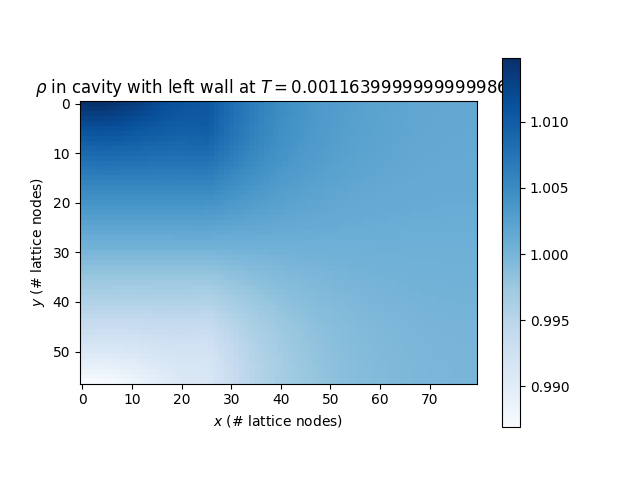 ρ in cavity with left wall at T = 0.0011639999999999986
0
10
20
30
40
50
y (# lattice nodes)
0 10 20 30 40 50 60 70
x (# lattice nodes)
1.010
1.005
1.000
0.995
0.990